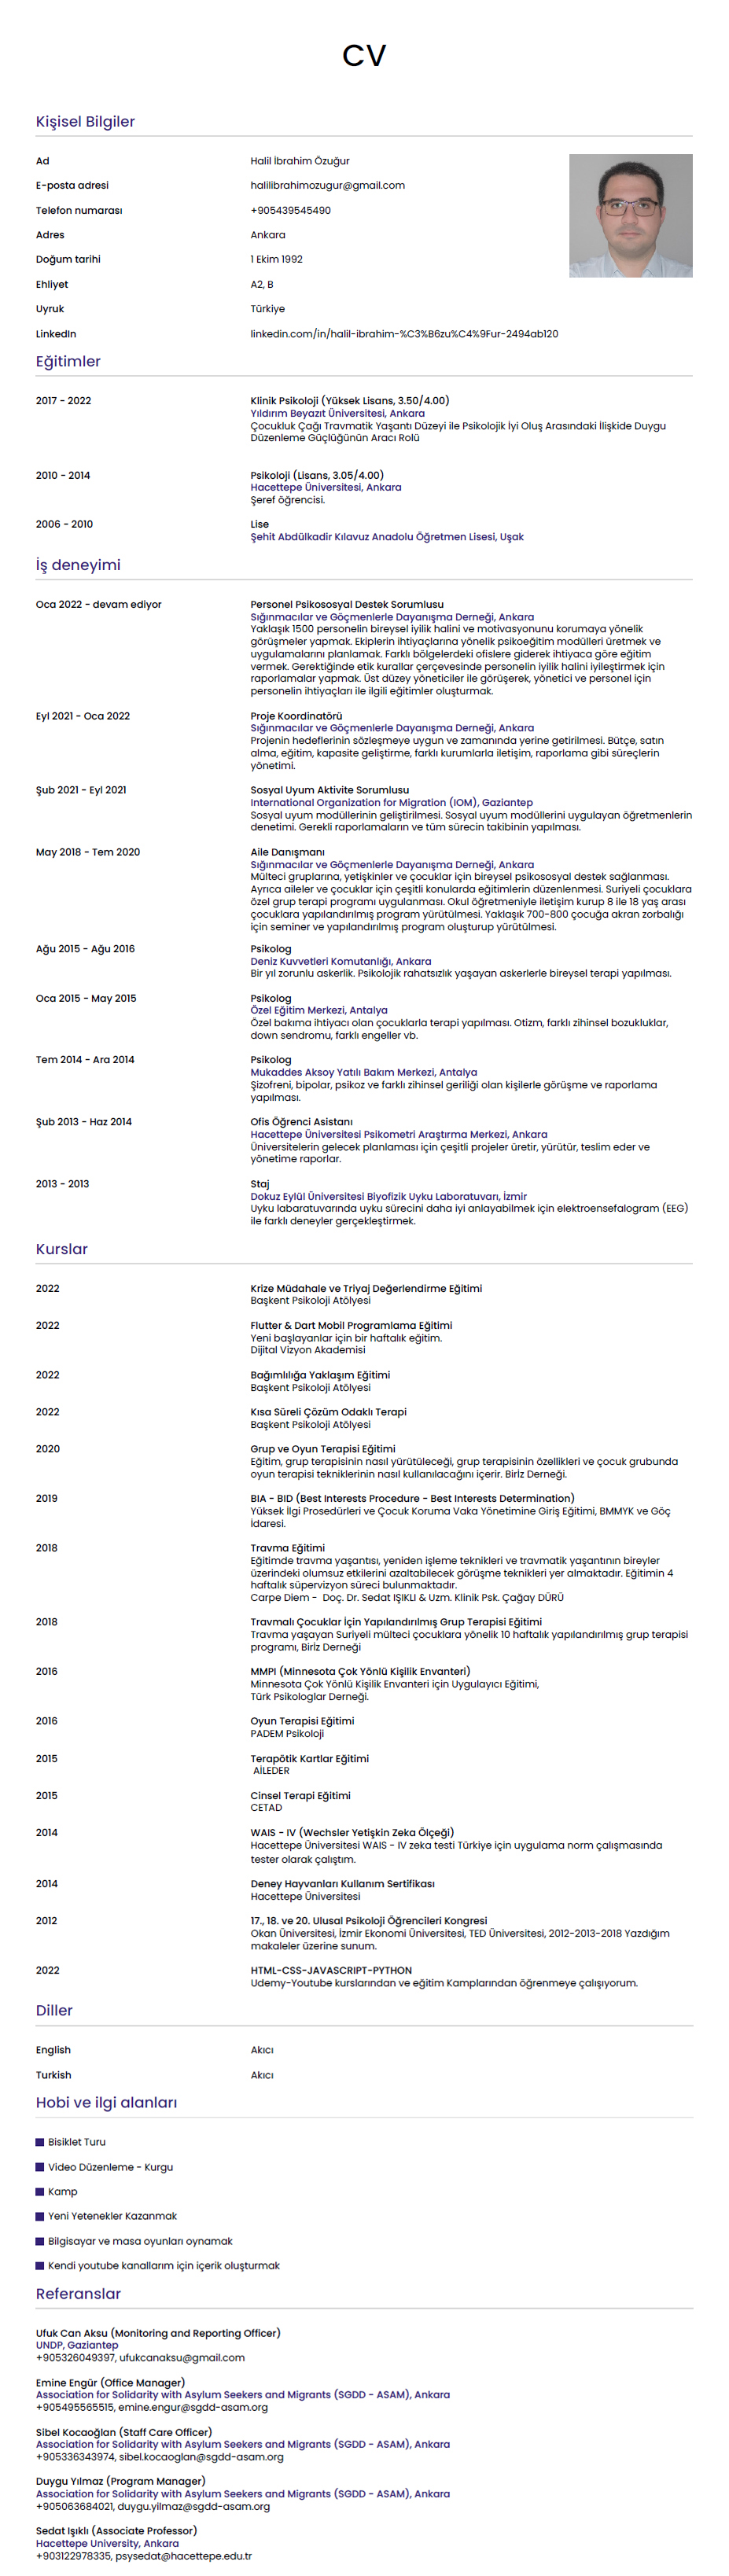 CV
Kişisel Bilgiler
Ad
Halil İbrahim Özuğur
E-posta adresi
halilibrahimozugur@gmail.com
Telefon numarası
+905439545490
Adres
Ankara
Doğum tarihi
1 Ekim 1992
Ehliyet
A2, B
Uyruk
Türkiye
LinkedIn
linkedin.com/in/halil-ibrahim-%C3%B6zu%C4%9Fur-2494ab120
Eğitimler
2017 - 2022
Klinik Psikoloji (Yüksek Lisans, 3.50/4.00)
Yıldırım Beyazıt Üniversitesi, Ankara
Çocukluk Çağı Travmatik Yaşantı Düzeyi ile Psikolojik İyi Oluş Arasındaki İlişkide Duygu
Düzenleme Güçlüğünün Aracı Rolü
2010 - 2014
Psikoloji (Lisans, 3.05/4.00)
Hacettepe Üniversitesi, Ankara
Şeref öğrencisi.
2006 - 2010
Lise
Şehit Abdülkadir Kılavuz Anadolu Öğretmen Lisesi, Uşak
İş deneyimi
Oca 2022 - devam ediyor
Personel Psikososyal Destek Sorumlusu
Sığınmacılar ve Göçmenlerle Dayanışma Derneği, Ankara
Yaklaşık 1500 personelin bireysel iyilik halini ve motivasyonunu korumaya yönelik
görüşmeler yapmak. Ekiplerin ihtiyaçlarına yönelik psikoeğitim modülleri üretmek ve
uygulamalarını planlamak. Farklı bölgelerdeki ofislere giderek ihtiyaca göre eğitim
vermek. Gerektiğinde etik kurallar çerçevesinde personelin iyilik halini iyileştirmek için
raporlamalar yapmak. Üst düzey yöneticiler ile görüşerek, yönetici ve personel için
personelin ihtiyaçları ile ilgili eğitimler oluşturmak.
Eyl 2021 - Oca 2022
Proje Koordinatörü
Sığınmacılar ve Göçmenlerle Dayanışma Derneği, Ankara
Projenin hedeflerinin sözleşmeye uygun ve zamanında yerine getirilmesi. Bütçe, satın
alma, eğitim, kapasite geliştirme, farklı kurumlarla iletişim, raporlama gibi süreçlerin
yönetimi.
Şub 2021 - Eyl 2021
Sosyal Uyum Aktivite Sorumlusu
International Organization for Migration (IOM), Gaziantep
Sosyal uyum modüllerinin geliştirilmesi. Sosyal uyum modüllerini uygulayan öğretmenlerin
denetimi. Gerekli raporlamaların ve tüm sürecin takibinin yapılması.
May 2018 - Tem 2020
Aile Danışmanı
Sığınmacılar ve Göçmenlerle Dayanışma Derneği, Ankara
Mülteci gruplarına, yetişkinler ve çocuklar için bireysel psikososyal destek sağlanması.
Ayrıca aileler ve çocuklar için çeşitli konularda eğitimlerin düzenlenmesi. Suriyeli çocuklara
özel grup terapi programı uygulanması. Okul öğretmeniyle iletişim kurup 8 ile 18 yaş arası
çocuklara yapılandırılmış program yürütülmesi. Yaklaşık 700-800 çocuğa akran zorbalığı
için seminer ve yapılandırılmış program oluşturup yürütülmesi.
Ağu 2015 - Ağu 2016
Psikolog
Deniz Kuvvetleri Komutanlığı, Ankara
Bir yıl zorunlu askerlik. Psikolojik rahatsızlık yaşayan askerlerle bireysel terapi yapılması.
Oca 2015 - May 2015
Psikolog
Özel Eğitim Merkezi, Antalya
Özel bakıma ihtiyacı olan çocuklarla terapi yapılması. Otizm, farklı zihinsel bozukluklar,
down sendromu, farklı engeller vb.
Tem 2014 - Ara 2014
Psikolog
Mukaddes Aksoy Yatılı Bakım Merkezi, Antalya
Şizofreni, bipolar, psikoz ve farklı zihinsel geriliği olan kişilerle görüşme ve raporlama
yapılması.
Şub 2013 - Haz 2014
Ofis Öğrenci Asistanı
Hacettepe Üniversitesi Psikometri Araştırma Merkezi, Ankara
Üniversitelerin gelecek planlaması için çeşitli projeler üretir, yürütür, teslim eder ve
yönetime raporlar.
2013 - 2013
Staj
Dokuz Eylül Üniversitesi Biyofizik Uyku Laboratuvarı, İzmir
Uyku labaratuvarında uyku sürecini daha iyi anlayabilmek için elektroensefalogram (EEG)
ile farklı deneyler gerçekleştirmek.
Kurslar
2022
Krize Müdahale ve Triyaj Değerlendirme Eğitimi
Başkent Psikoloji Atölyesi
2022
Flutter & Dart Mobil Programlama Eğitimi
Yeni başlayanlar için bir haftalık eğitim.
Dijital Vizyon Akademisi
2022
Bağımlılığa Yaklaşım Eğitimi
Başkent Psikoloji Atölyesi
2022
Kısa Süreli Çözüm Odaklı Terapi
Başkent Psikoloji Atölyesi
2020
Grup ve Oyun Terapisi Eğitimi
Eğitim, grup terapisinin nasıl yürütüleceği, grup terapisinin özellikleri ve çocuk grubunda
oyun terapisi tekniklerinin nasıl kullanılacağını içerir. Biriz Derneği.
2019
BIA - BID (Best Interests Procedure - Best Interests Determination)
Yüksek İlgi Prosedürleri ve Çocuk Koruma Vaka Yönetimine Giriş Eğitimi, BMMYK ve Göç
İdaresi.
2018
Travma Eğitimi
Eğitimde travma yaşantısı, yeniden işleme teknikleri ve travmatik yaşantının bireyler
üzerindeki olumsuz etkilerini azaltabilecek görüşme teknikleri yer almaktadır. Eğitimin 4
haftalık süpervizyon süreci bulunmaktadır.
Carpe Diem - Doç. Dr. Sedat IŞIKLI & Uzm. Klinik Psk. Çağay DÜRÜ
2018
Travmalı Çocuklar İçin Yapılandırılmış Grup Terapisi Eğitimi
Travma yaşayan Suriyeli mülteci çocuklara yönelik 10 haftalık yapılandırılmış grup terapisi
programı, Biriz Derneği
2016
MMPI (Minnesota Çok Yönlü Kişilik Envanteri)
Minnesota Çok Yönlü Kişilik Envanteri için Uygulayıcı Eğitimi,
Türk Psikologlar Derneği.
2016
Oyun Terapisi Eğitimi
PADEM Psikoloji
2015
Terapötik Kartlar Eğitimi
AİLEDER
2015
Cinsel Terapi Eğitimi
CETAD
2014
WAIS - IV (Wechsler Yetişkin Zeka Ölçeği)
Hacettepe Üniversitesi WAIS - IV zeka testi Türkiye için uygulama norm çalışmasında
tester olarak çalıştım.
2014
Deney Hayvanları Kullanım Sertifikası
Hacettepe Üniversitesi
2012
17., 18. ve 20. Ulusal Psikoloji Öğrencileri Kongresi
Okan Üniversitesi, İzmir Ekonomi Üniversitesi, TED Üniversitesi, 2012-2013-2018 Yazdığım
makaleler üzerine sunum.
2022
HTML-CSS-JAVASCRIPT-PYTHON
Udemy-Youtube kurslarından ve eğitim Kamplarından öğrenmeye çalışıyorum.
Diller
English
Akıcı
Turkish
Akıcı
Hobi ve ilgi alanları
Bisiklet Turu
Video Düzenleme - Kurgu
Kamp
Yeni Yetenekler Kazanmak
Bilgisayar ve masa oyunları oynamak
Kendi youtube kanallarım için içerik oluşturmak
Referanslar
Ufuk Can Aksu (Monitoring and Reporting Officer)
UNDP, Gaziantep
+905326049397, ufukcanaksu@gmail.com
Emine Engür (Office Manager)
Association for Solidarity with Asylum Seekers and Migrants (SGDD - ASAM), Ankara
+905495565515, emine.engur@sgdd-asam.org
Sibel Kocaoğlan (Staff Care Officer)
Association for Solidarity with Asylum Seekers and Migrants (SGDD - ASAM), Ankara
+905336343974, sibel.kocaoglan@sgdd-asam.org
Duygu Yılmaz (Program Manager)
Association for Solidarity with Asylum Seekers and Migrants (SGDD - ASAM), Ankara
+905063684021, duygu.yilmaz@sgdd-asam.org
Sedat Işıklı (Associate Professor)
Hacettepe University, Ankara
+903122978335, psysedat@hacettepe.edu.tr